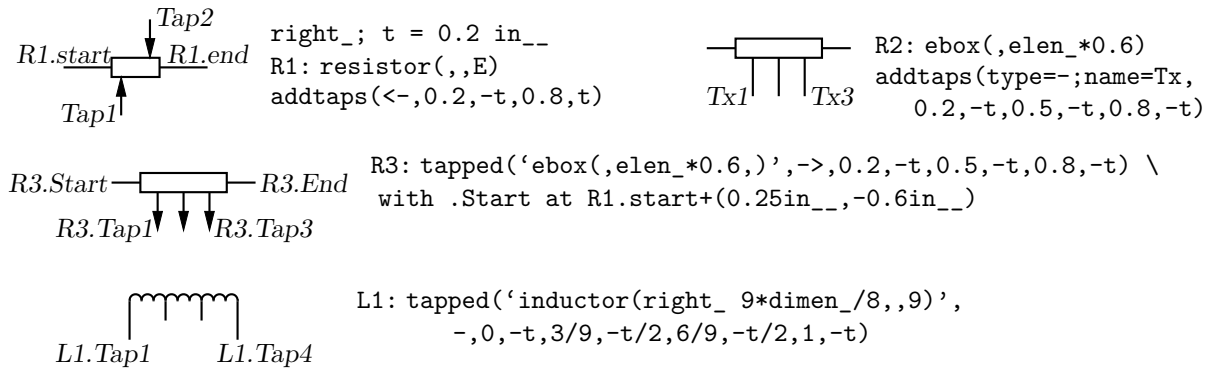 Tap2
R1.start R1.end
Tap1
right_; t = 0.2 in__
R1: resistor(,,E)
addtaps(<-,0.2,-t,0.8,t)
Tx1 Tx3
R2: ebox(,elen_*0.6)
addtaps(type=-;name=Tx,
0.2,-t,0.5,-t,0.8,-t)
R3.Start R3.End
R3.Tap1 R3.Tap3
R3: tapped(‘ebox(,elen_*0.6,)’,->,0.2,-t,0.5,-t,0.8,-t) \
with .Start at R1.start+(0.25in__,-0.6in__)
L1.Tap1 L1.Tap4
L1: tapped(‘inductor(right_ 9*dimen_/8,,9)’,
-,0,-t,3/9,-t/2,6/9,-t/2,1,-t)